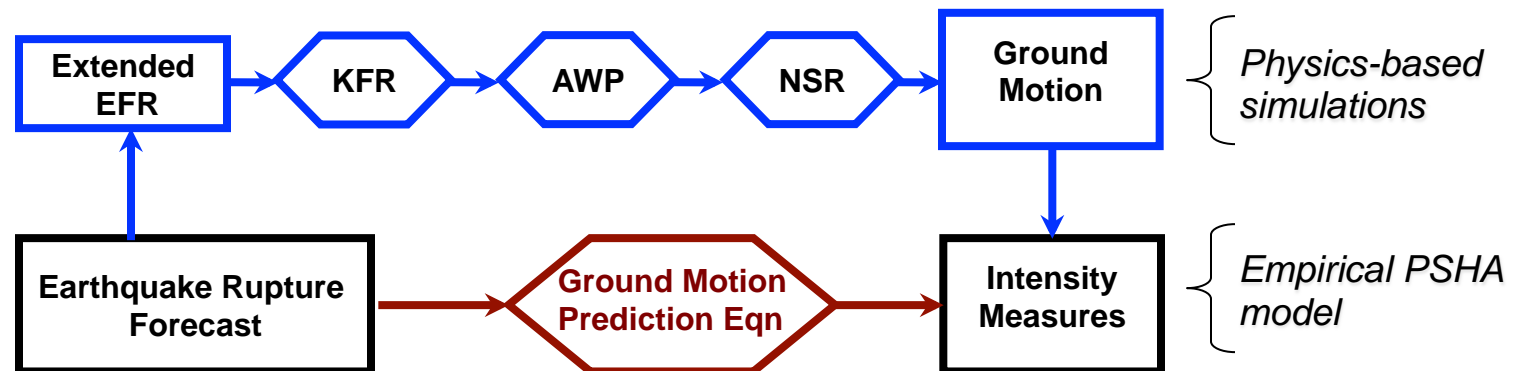 Extended
EFR
KFR
AWP
NSR
Ground
Motion
Physics-based
simulations
Earthquake Rupture
Forecast
Ground Motion
Prediction Eqn
Intensity
Measures
Empirical PSHA
model